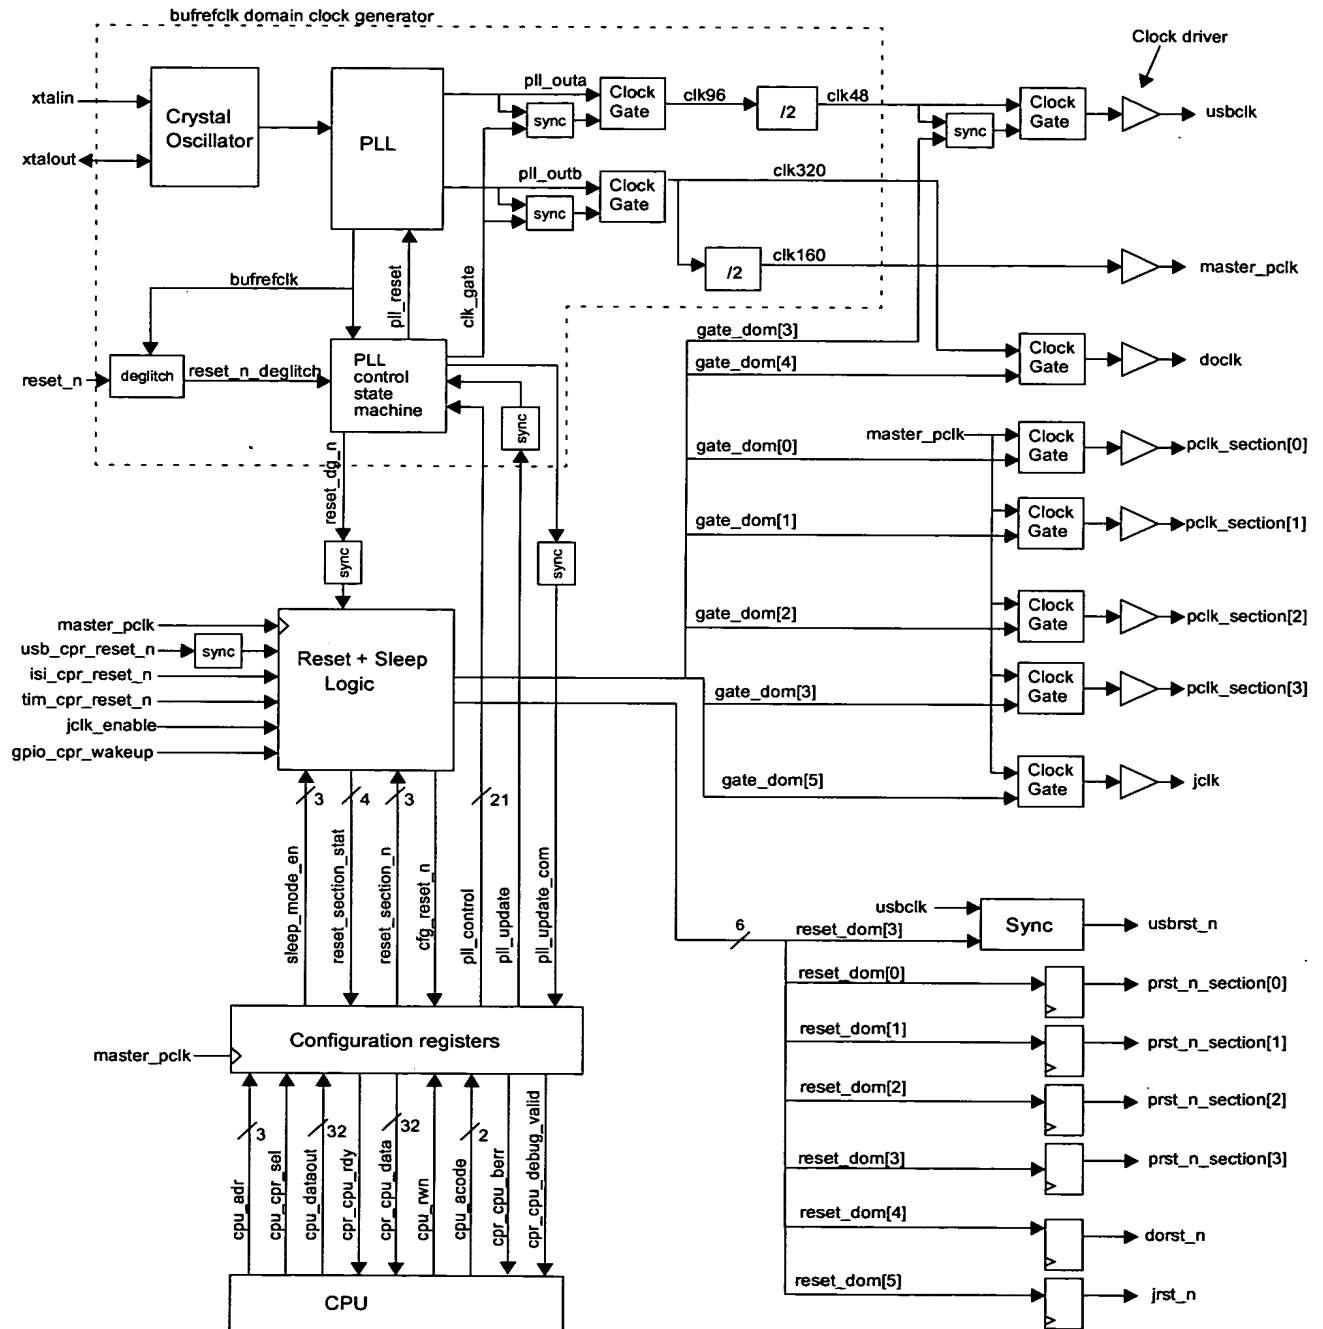 bufrefclk domain clock generator
Clock driver
xtalin
xtalout
Crystal
Oscillator
PLL
pll_outa
sync
Clock
Gate
clk96
/2
clk48
sync
Clock
Gate
usbclk
pll_outb
sync
Clock
Gate
clk320
/2
clk160
master_pclk
bufrefclk
pll_reset
clk_gate
reset_n
deglitch
reset_n_deglitch
PLL
control
state
machine
sync
gate_dom[3]
gate_dom[4]
Clock
Gate
doclk
reset_dg_n
sync
sync
gate_dom[0]
master_pclk
Clock
Gate
pclk_section[0]
gate_dom[1]
Clock
Gate
pclk_section[1]
gate_dom[2]
Clock
Gate
pclk_section[2]
gate_dom[3]
Clock
Gate
pclk_section[3]
gate_dom[5]
Clock
Gate
jclk
master_pclk
usb_cpr_reset_n
sync
isi_cpr_reset_n
tim_cpr_reset_n
jclk_enable
gpio_cpr_wakeup
Reset + Sleep
Logic
3
4
3
21
sleep_mode_en
reset_section_stat
reset_section_n
cfg_reset_n
pll_control
pll_update
pll_update_com
6
usbclk
reset_dom[3]
Sync
usbrst_n
reset_dom[0]
prst_n_section[0]
reset_dom[1]
prst_n_section[1]
reset_dom[2]
prst_n_section[2]
reset_dom[3]
prst_n_section[3]
reset_dom[4]
dorst_n
reset_dom[5]
jrst_n
master_pclk
Configuration registers
3
32
32
2
cpu_adr
cpu_cpr_sel
cpu_dataout
cpr_cpu_rdy
cpr_cpu_data
cpu_rwn
cpu_acode
cpr_cpu_berr
cpr_cpu_debug_valid
CPU